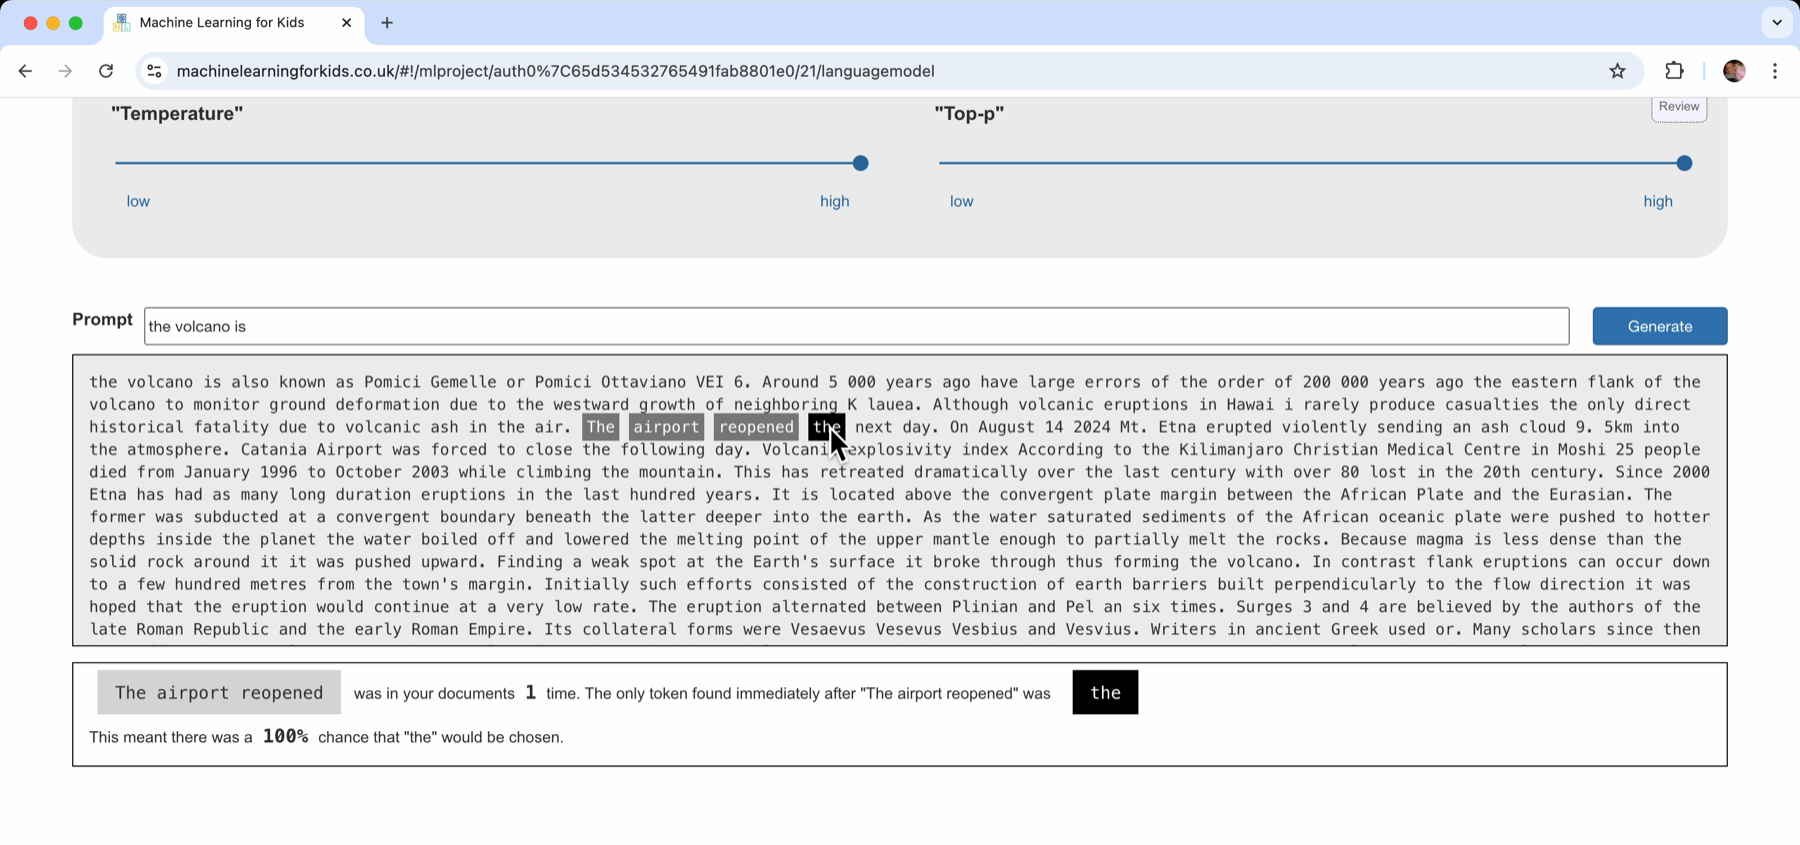 Machine Learning for Kids
machinelearningforkids.co.uk/#!/mlproject/auth0%7C65d534532765491fab8801e0/21/languagemodel
"Temperature"
"Top-p"
Review
low
high
low
high
Prompt
the volcano is
Generate
the volcano is also known as Pomici Gemelle or Pomici Ottaviano VEI 6. Around 5 000 years ago have large errors of the order of 200 000 years ago the eastern flank of the
volcano to monitor ground deformation due to the westward growth of neighboring K lauea. Although volcanic eruptions in Hawai i rarely produce casualties the only direct
historical fatality due to volcanic ash in the air. The airport reopened the next day. On August 14 2024 Mt. Etna erupted violently sending an ash cloud 9. 5km into
the atmosphere. Catania Airport was forced to close the following day. Volcanic explosivity index According to the Kilimanjaro Christian Medical Centre in Moshi 25 people
died from January 1996 to October 2003 while climbing the mountain. This has retreated dramatically over the last century with over 80 lost in the 20th century. Since 2000
Etna has had as many long duration eruptions in the last hundred years. It is located above the convergent plate margin between the African Plate and the Eurasian. The
former was subducted at a convergent boundary beneath the latter deeper into the earth. As the water saturated sediments of the African oceanic plate were pushed to hotter
depths inside the planet the water boiled off and lowered the melting point of the upper mantle enough to partially melt the rocks. Because magma is less dense than the
solid rock around it it was pushed upward. Finding a weak spot at the Earth's surface it broke through thus forming the volcano. In contrast flank eruptions can occur down
to a few hundred metres from the town's margin. Initially such efforts consisted of the construction of earth barriers built perpendicularly to the flow direction it was
hoped that the eruption would continue at a very low rate. The eruption alternated between Plinian and Pel an six times. Surges 3 and 4 are believed by the authors of the
late Roman Republic and the early Roman Empire. Its collateral forms were Vesaevus Vesevus Vesbius and Vesvius. Writers in ancient Greek used or. Many scholars since then
The airport reopened was in your documents 1 time. The only token found immediately after "The airport reopened" was the
This meant there was a 100% chance that "the" would be chosen.